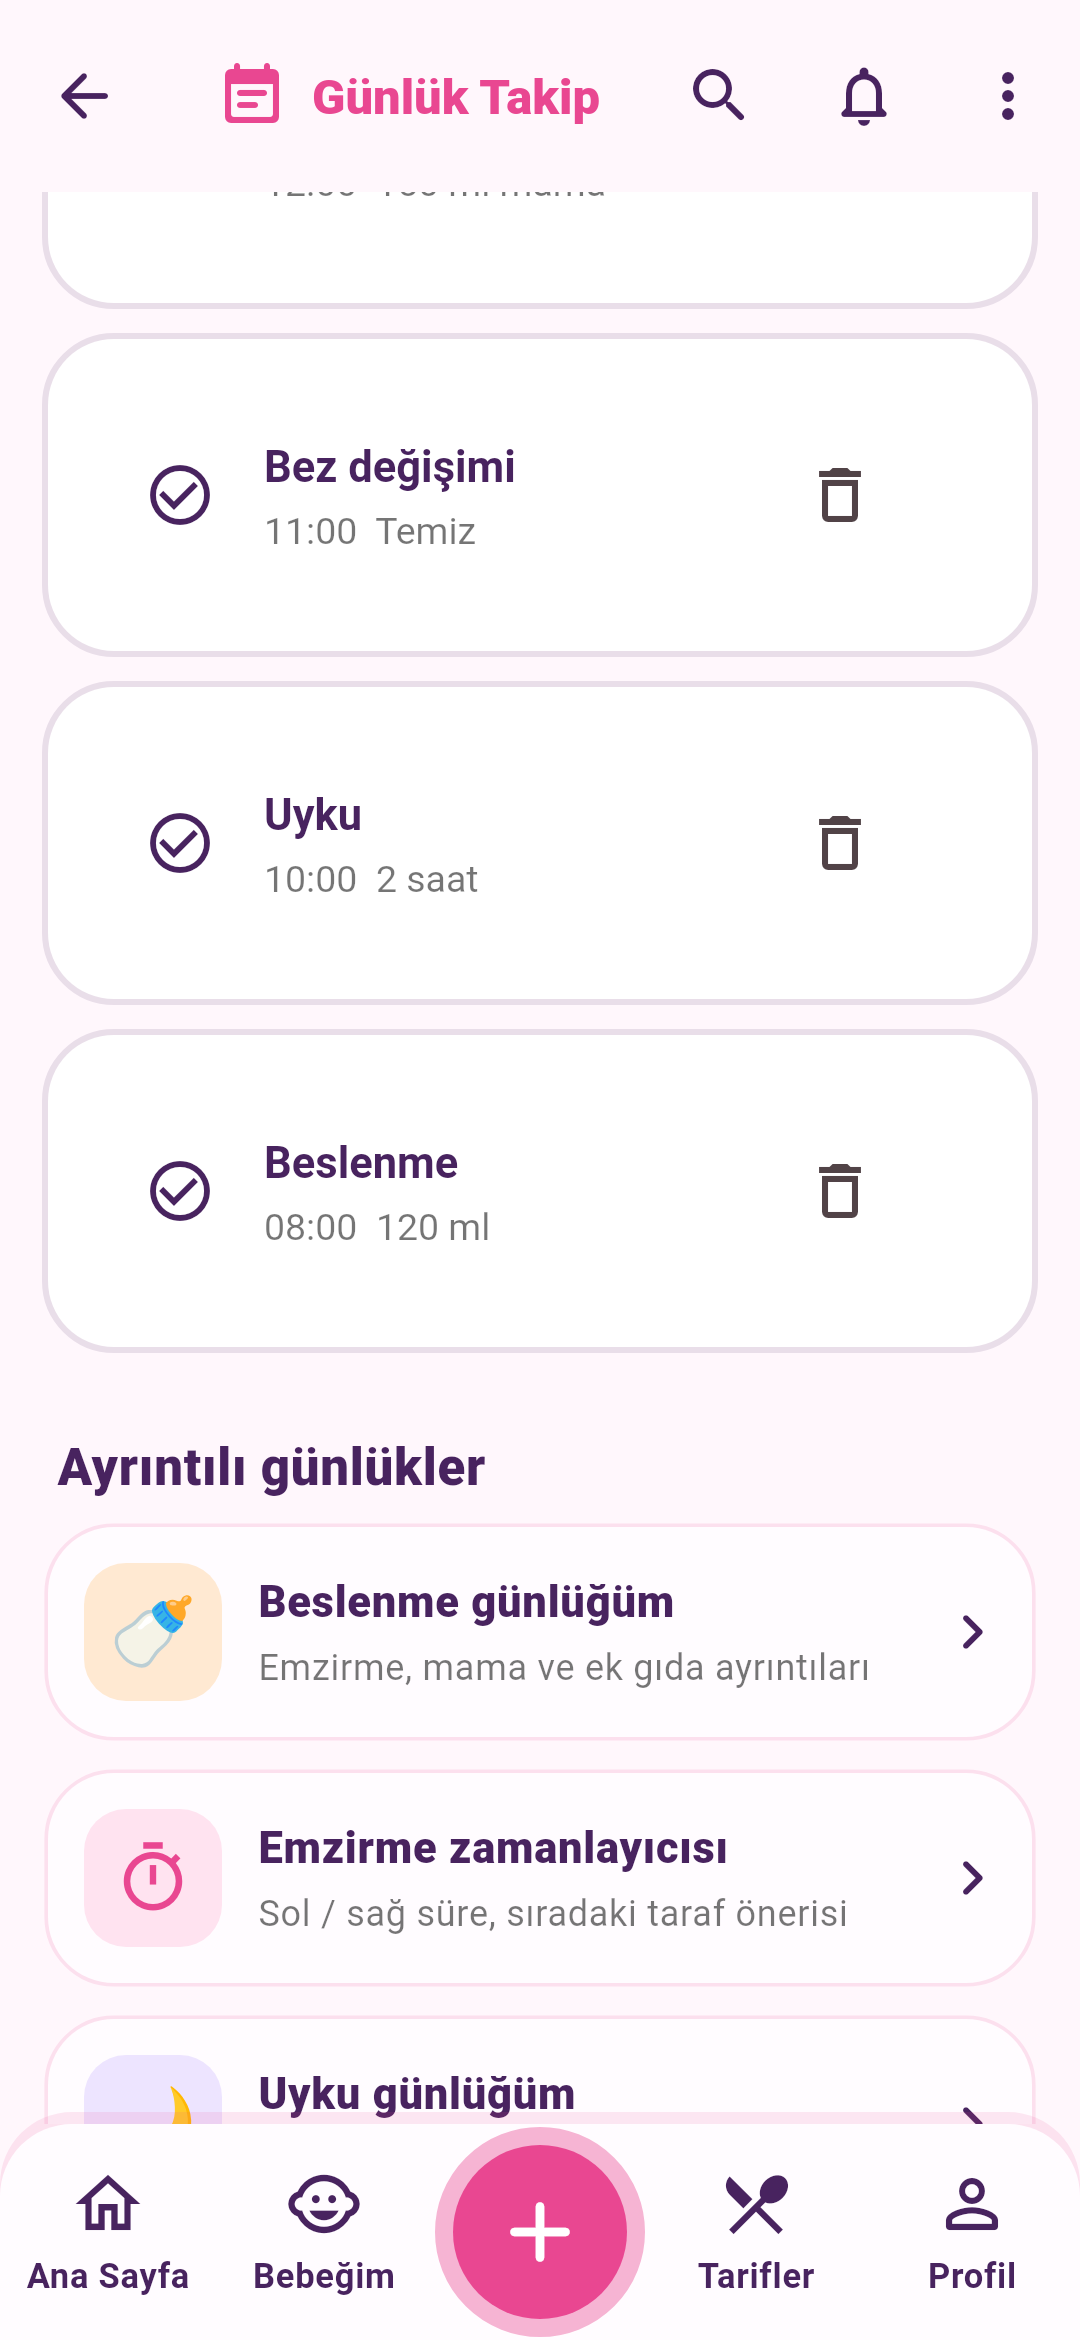 Günlük Takip
Bez değişimi
11:00 Temiz
Uyku
10:00 2 saat
Beslenme
08:00 120 ml
Ayrıntılı günlükler
Beslenme günlüğüm
Emzirme, mama ve ek gıda ayrıntıları
Emzirme zamanlayıcısı
Sol / sağ süre, sıradaki taraf önerisi
Uyku günlüğüm
Ana Sayfa
Bebeğim
Tarifler
Profil